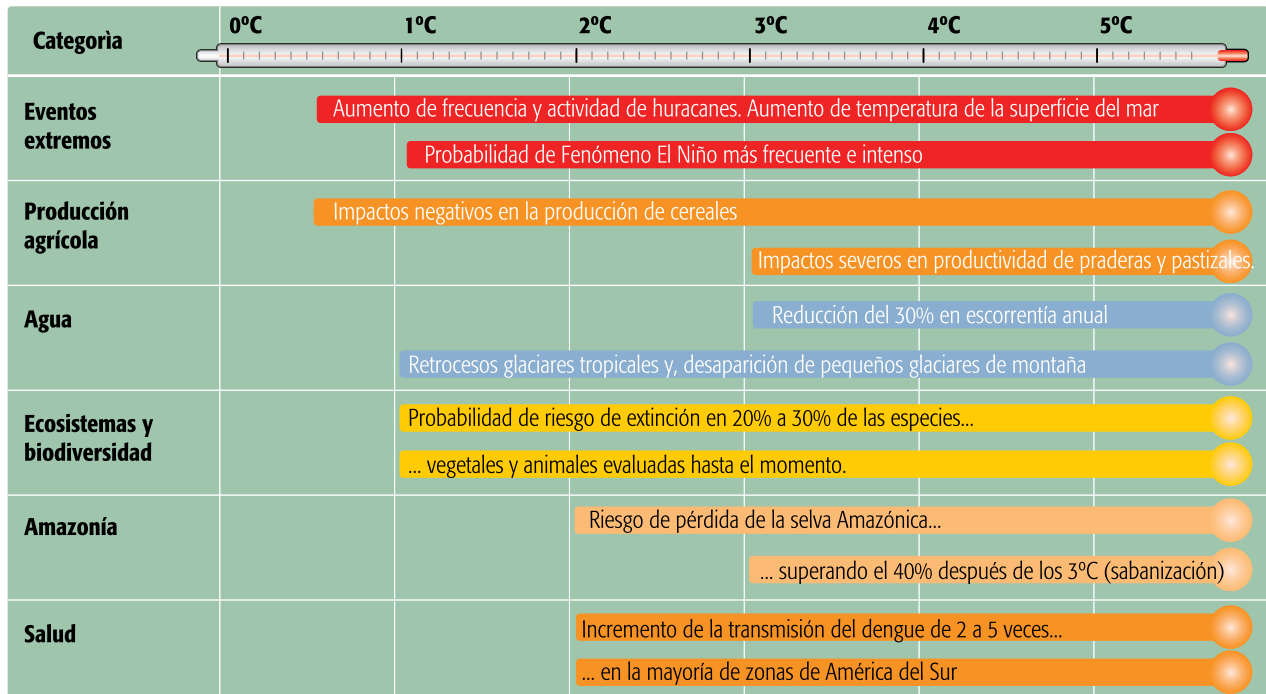 Categorìa
0ºC 1ºC 2ºC 3ºC 4ºC 5ºC
Eventos
extremos
Aumento de frecuencia y actividad de huracanes. Aumento de temperatura de la superficie del mar
Probabilidad de Fenómeno El Niño más frecuente e intenso
Producción
agrícola
Impactos negativos en la producción de cereales
Impactos severos en productividad de praderas y pastizales.
Agua
Reducción del 30% en escorrentía anual
Retrocesos glaciares tropicales y, desaparición de pequeños glaciares de montaña
Ecosistemas y
biodiversidad
Probabilidad de riesgo de extinción en 20% a 30% de las especies...
... vegetales y animales evaluadas hasta el momento.
Amazonía
Riesgo de pérdida de la selva Amazónica...
... superando el 40% después de los 3ºC (sabanización)
Salud
Incremento de la transmisión del dengue de 2 a 5 veces...
... en la mayoría de zonas de América del Sur